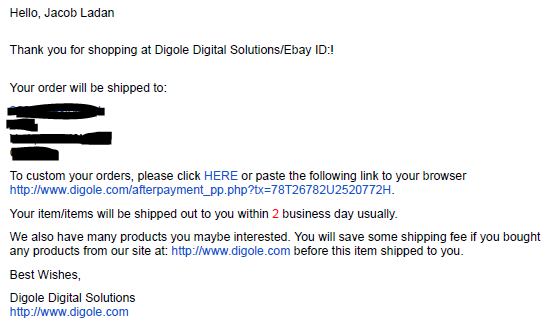 Hello, Jacob Ladan
Thank you for shopping at Digole Digital Solutions/Ebay ID:!
Your order will be shipped to:
To custom your orders, please click HERE or paste the following link to your browser
http://www.digole.com/afterpayment_pp.php?tx=78T26782U2520772H.
Your item/items will be shipped out to you within 2 business day usually.
We also have many products you maybe interested. You will save some shipping fee if you bought
any products from our site at: http://www.digole.com before this item shipped to you.
Best Wishes,
Digole Digital Solutions
http://www.digole.com